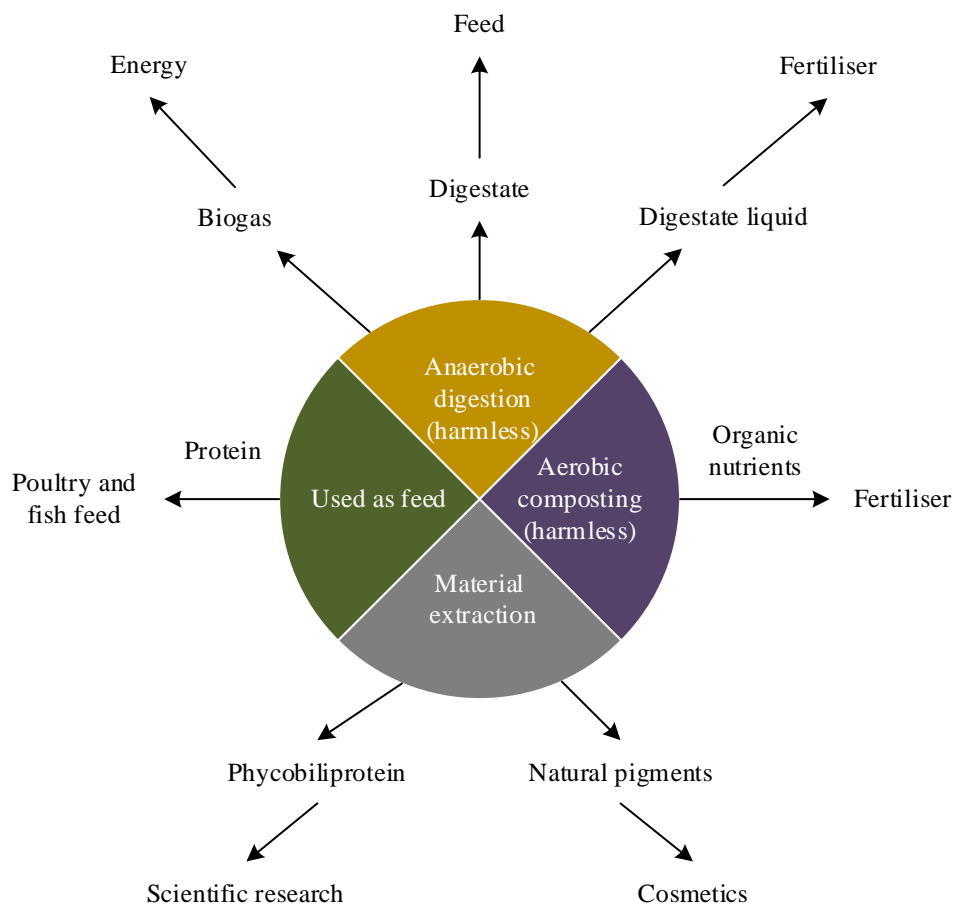 Feed
Energy
Fertiliser
Digestate
Biogas
Digestate liquid
Anaerobic
digestion
(harmless)
Protein
Organic
nutrients
Poultry and
fish feed
Used as feed
Aerobic
composting
(harmless)
Fertiliser
Material
extraction
Phycobiliprotein
Natural pigments
Scientific research
Cosmetics